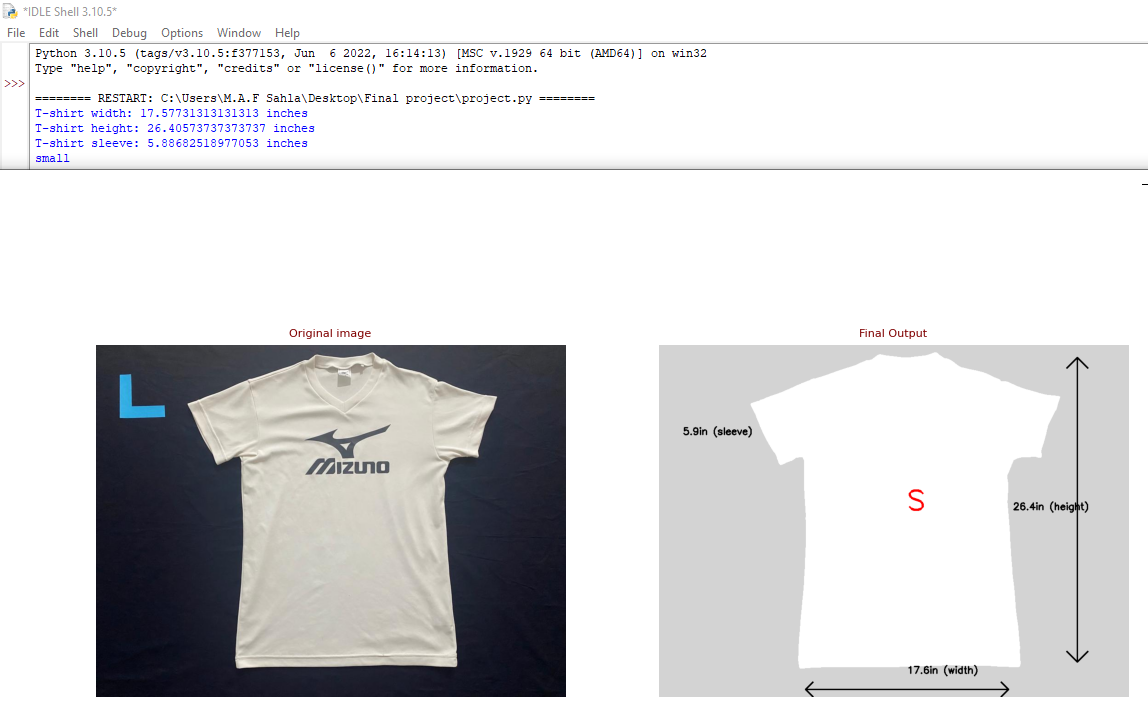 *IDLE Shell 3.10.5*
File Edit Shell Debug Options Window Help
Python 3.10.5 (tags/v3.10.5:f377153, Jun  6 2022, 16:14:13) [MSC v.1929 64 bit (AMD64)] on win32
Type "help", "copyright", "credits" or "license()" for more information.
>>>
======== RESTART: C:\Users\M.A.F Sahla\Desktop\Final project\project.py ========
T-shirt width: 17.57731313131313 inches
T-shirt height: 26.40573737373737 inches
T-shirt sleeve: 5.88682518977053 inches
small
Original image
MIZUNO
Final Output
5.9in (sleeve)
S
26.4in (height)
17.6in (width)